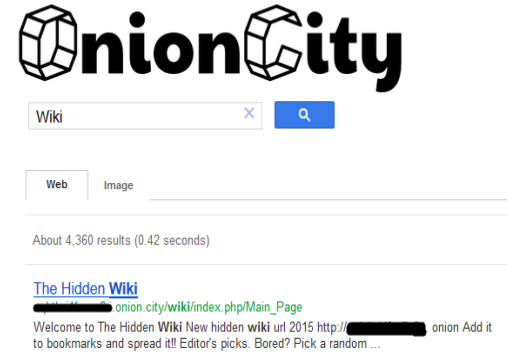 OnionCity
Wiki
Web Image
About 4,360 results (0.42 seconds)
The Hidden Wiki
.onion.city/wiki/index.php/Main_Page
Welcome to The Hidden Wiki New hidden wiki url 2015 http:// onion Add it
to bookmarks and spread it!! Editor's picks. Bored? Pick a random ...